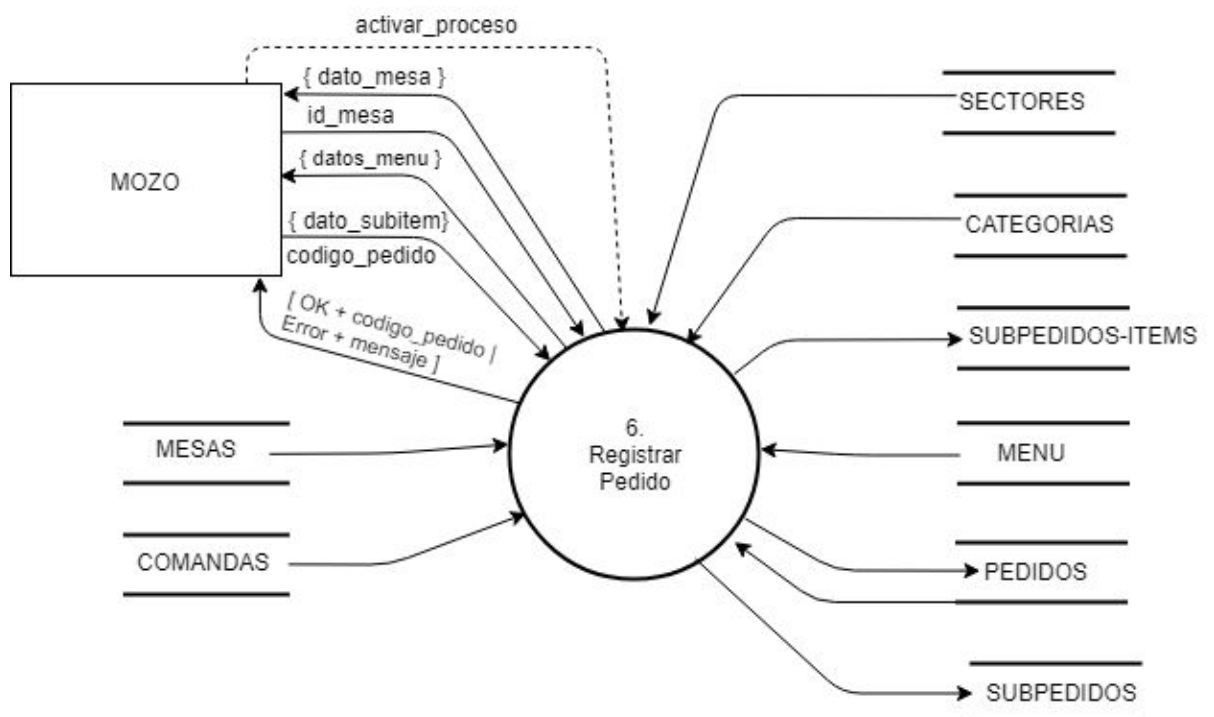 activar_proceso
{ dato_mesa }
id_mesa
{ datos_menu }
{ dato_subitem}
codigo_pedido
[ OK + codigo_pedido |
Error + mensaje ]
MOZO
SECTORES
CATEGORIAS
SUBPEDIDOS-ITEMS
6.
Registrar
Pedido
MESAS
MENU
COMANDAS
PEDIDOS
SUBPEDIDOS